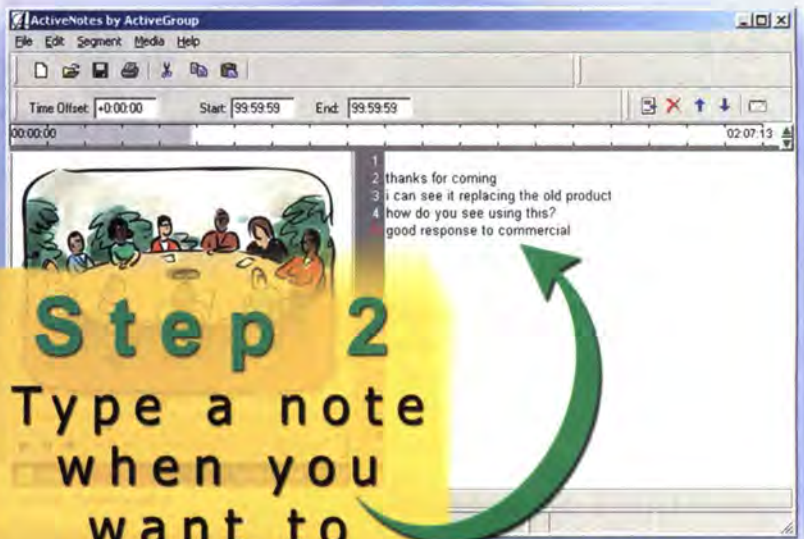 ActiveNotes by ActiveGroup
File Edit Segment Media Help
Time Offset +0:00:00 Start 99:59:59 End 99:59:59
00:00:00 02:07:13
1
2 thanks for coming
3 i can see it replacing the old product
4 how do you see using this?
good response to commercial
Step 2
Type a note
when you
want to